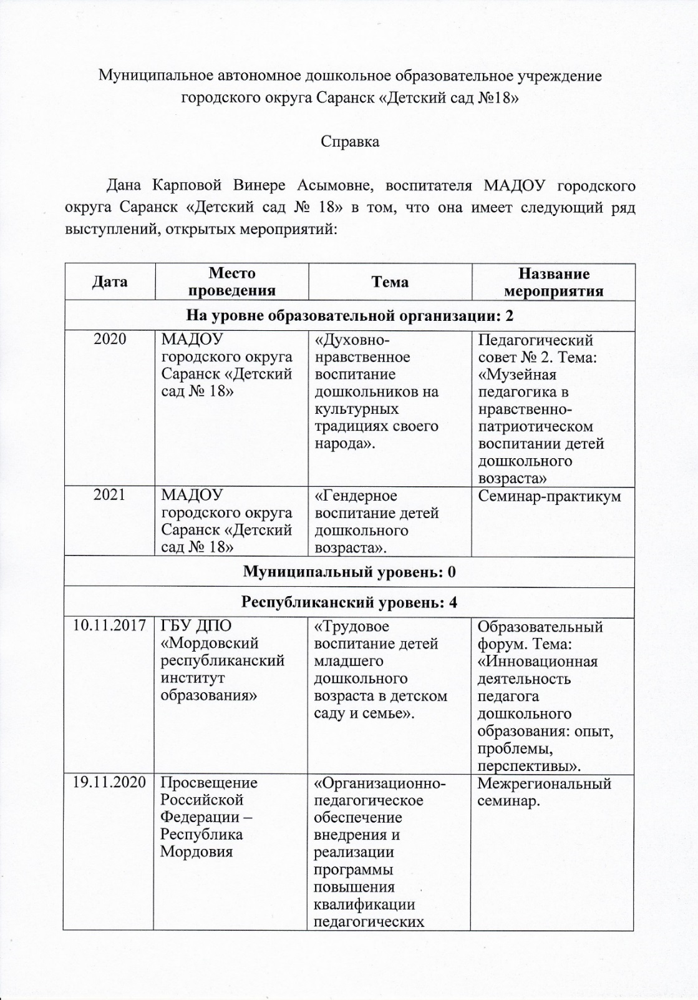 Муниципальное автономное дошкольное образовательное учреждение
городского округа Саранск «Детский сад №18»
Справка
Дана Карповой Винере Асымовне, воспитателя МАДОУ городского
округа Саранск «Детский сад № 18» в том, что она имеет следующий ряд
выступлений, открытых мероприятий:
Дата
Место
проведения
Тема
Название
мероприятия
На уровне образовательной организации: 2
2020
МАДОУ
городского округа
Саранск «Детский
сад № 18»
«Духовно-
нравственное
воспитание
дошкольников на
культурных
традициях своего
народа».
Педагогический
совет № 2. Тема:
«Музейная
педагогика в
нравственно-
патриотическом
воспитании детей
дошкольного
возраста»
2021
МАДОУ
городского округа
Саранск «Детский
сад № 18»
«Гендерное
воспитание детей
дошкольного
возраста».
Семинар-практикум
Муниципальный уровень: 0
Республиканский уровень: 4
10.11.2017
ГБУ ДПО
«Мордовский
республиканский
институт
образования»
«Трудовое
воспитание детей
младшего
дошкольного
возраста в детском
саду и семье».
Образовательный
форум. Тема:
«Инновационная
деятельность
педагога
дошкольного
образования: опыт,
проблемы,
перспективы».
19.11.2020
Просвещение
Российской
Федерации –
Республика
Мордовия
«Организационно-
педагогическое
обеспечение
внедрения и
реализации
программы
повышения
квалификации
педагогических
Межрегиональный
семинар.